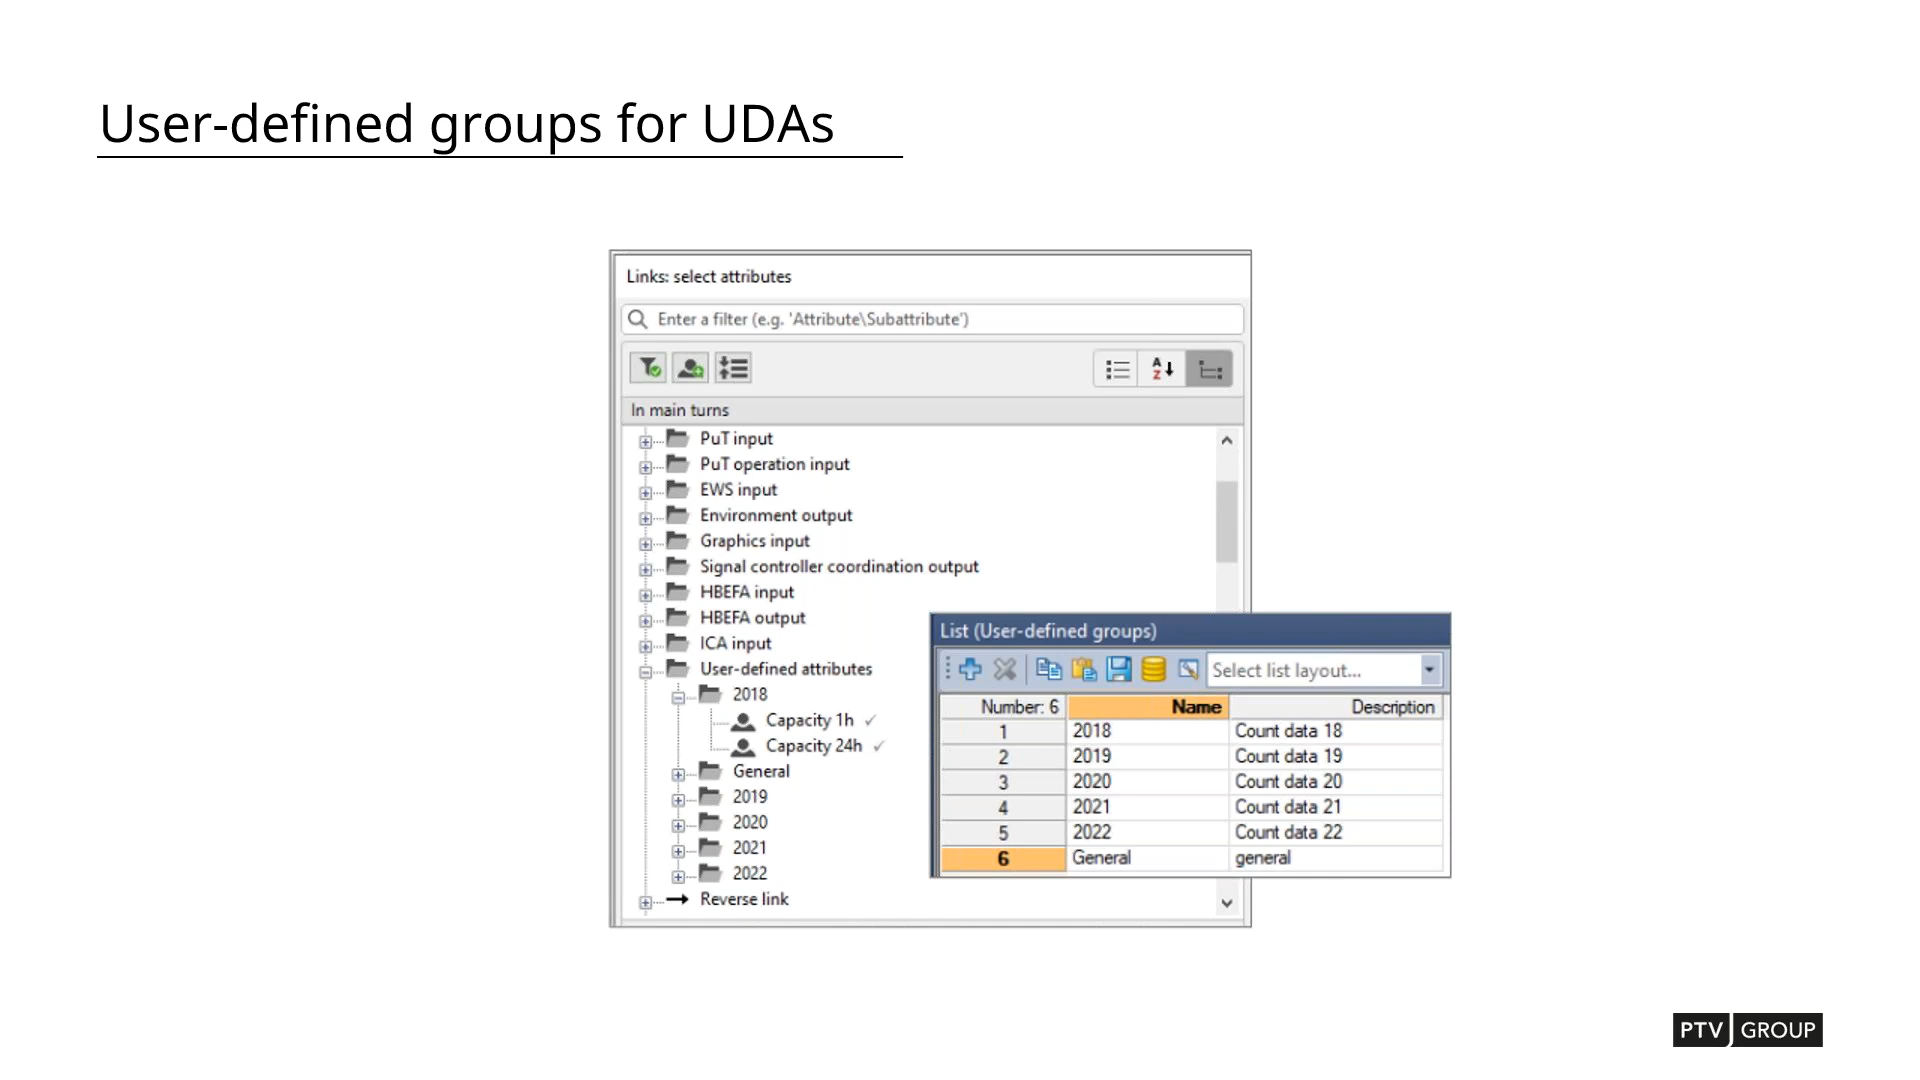 User-defined groups for UDAs
Links: select attributes
Enter a filter (e.g. 'Attribute\Subattribute')
In main turns
PuT input
PuT operation input
EWS input
Environment output
Graphics input
Signal controller coordination output
HBEFA input
HBEFA output
ICA input
User-defined attributes
2018
Capacity 1h
Capacity 24h
General
2019
2020
2021
2022
Reverse link
List (User-defined groups)
Select list layout...
Number: 6 Name Description
1 2018 Count data 18
2 2019 Count data 19
3 2020 Count data 20
4 2021 Count data 21
5 2022 Count data 22
6 General general
PTV GROUP